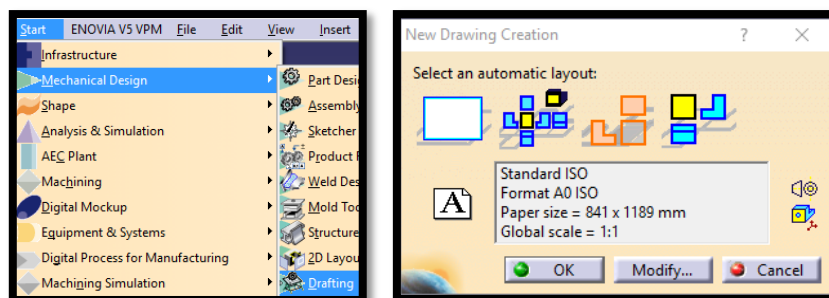 Start ENOVIA V5 VPM File Edit View Insert
Infrastructure
Mechanical Design
Shape
Analysis & Simulation
AEC Plant
Machining
Digital Mockup
Equipment & Systems
Digital Process for Manufacturing
Machining Simulation
Part Desi
Assembly
Sketcher
Product F
Weld Des
Mold Too
Structure
2D Layou
Drafting
New Drawing Creation ?
Select an automatic layout:
A
Standard ISO
Format A0 ISO
Paper size = 841 x 1189 mm
Global scale = 1:1
OK Modify... Cancel